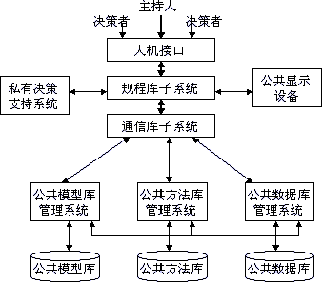 主持人
决策者
决策者
人机接口
私有决策
支持系统
规程库子系统
公共显示
设备
通信库子系统
公共模型库
管理系统
公共方法库
管理系统
公共数据库
管理系统
公共模型库
公共方法库
公共数据库